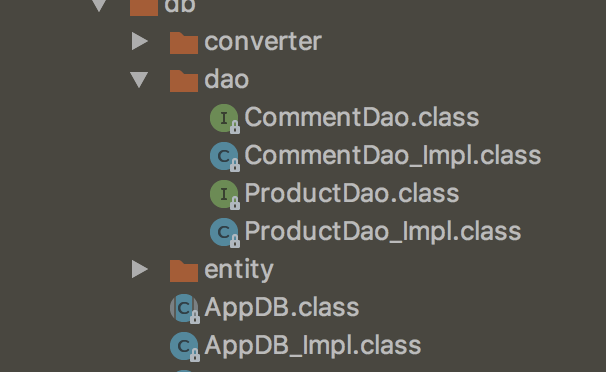 db
converter
dao
CommentDao.class
CommentDao_Impl.class
ProductDao.class
ProductDao_Impl.class
entity
AppDB.class
AppDB_Impl.class